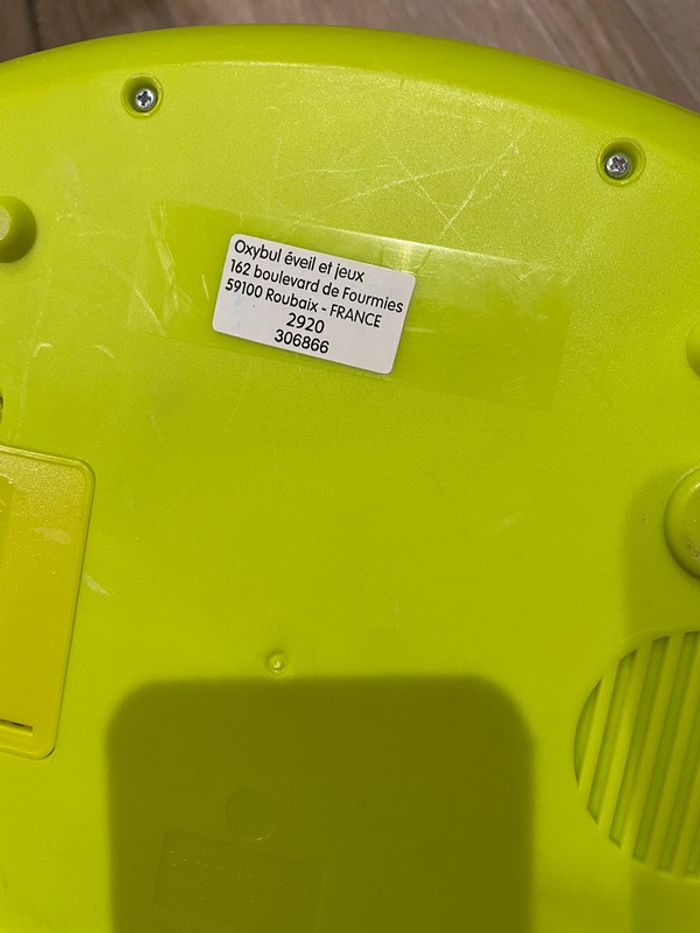 Oxybul éveil et jeux
162 boulevard de Fourmies
59100 Roubaix - FRANCE
2920
306866